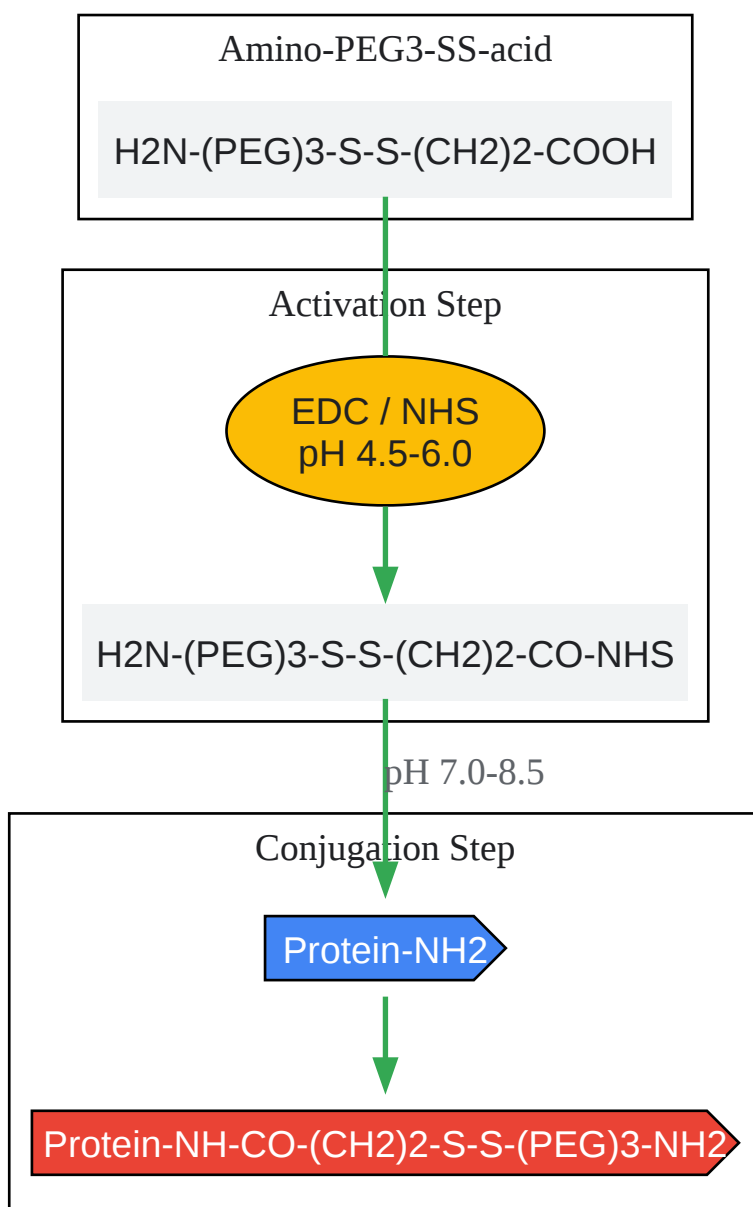 Amino-PEG3-SS-acid
H2N-(PEG)3-S-S-(CH2)2-COOH
Activation Step
EDC / NHS
pH 4.5-6.0
H2N-(PEG)3-S-S-(CH2)2-CO-NHS
pH 7.0-8.5
Conjugation Step
Protein-NH2
Protein-NH-CO-(CH2)2-S-S-(PEG)3-NH2